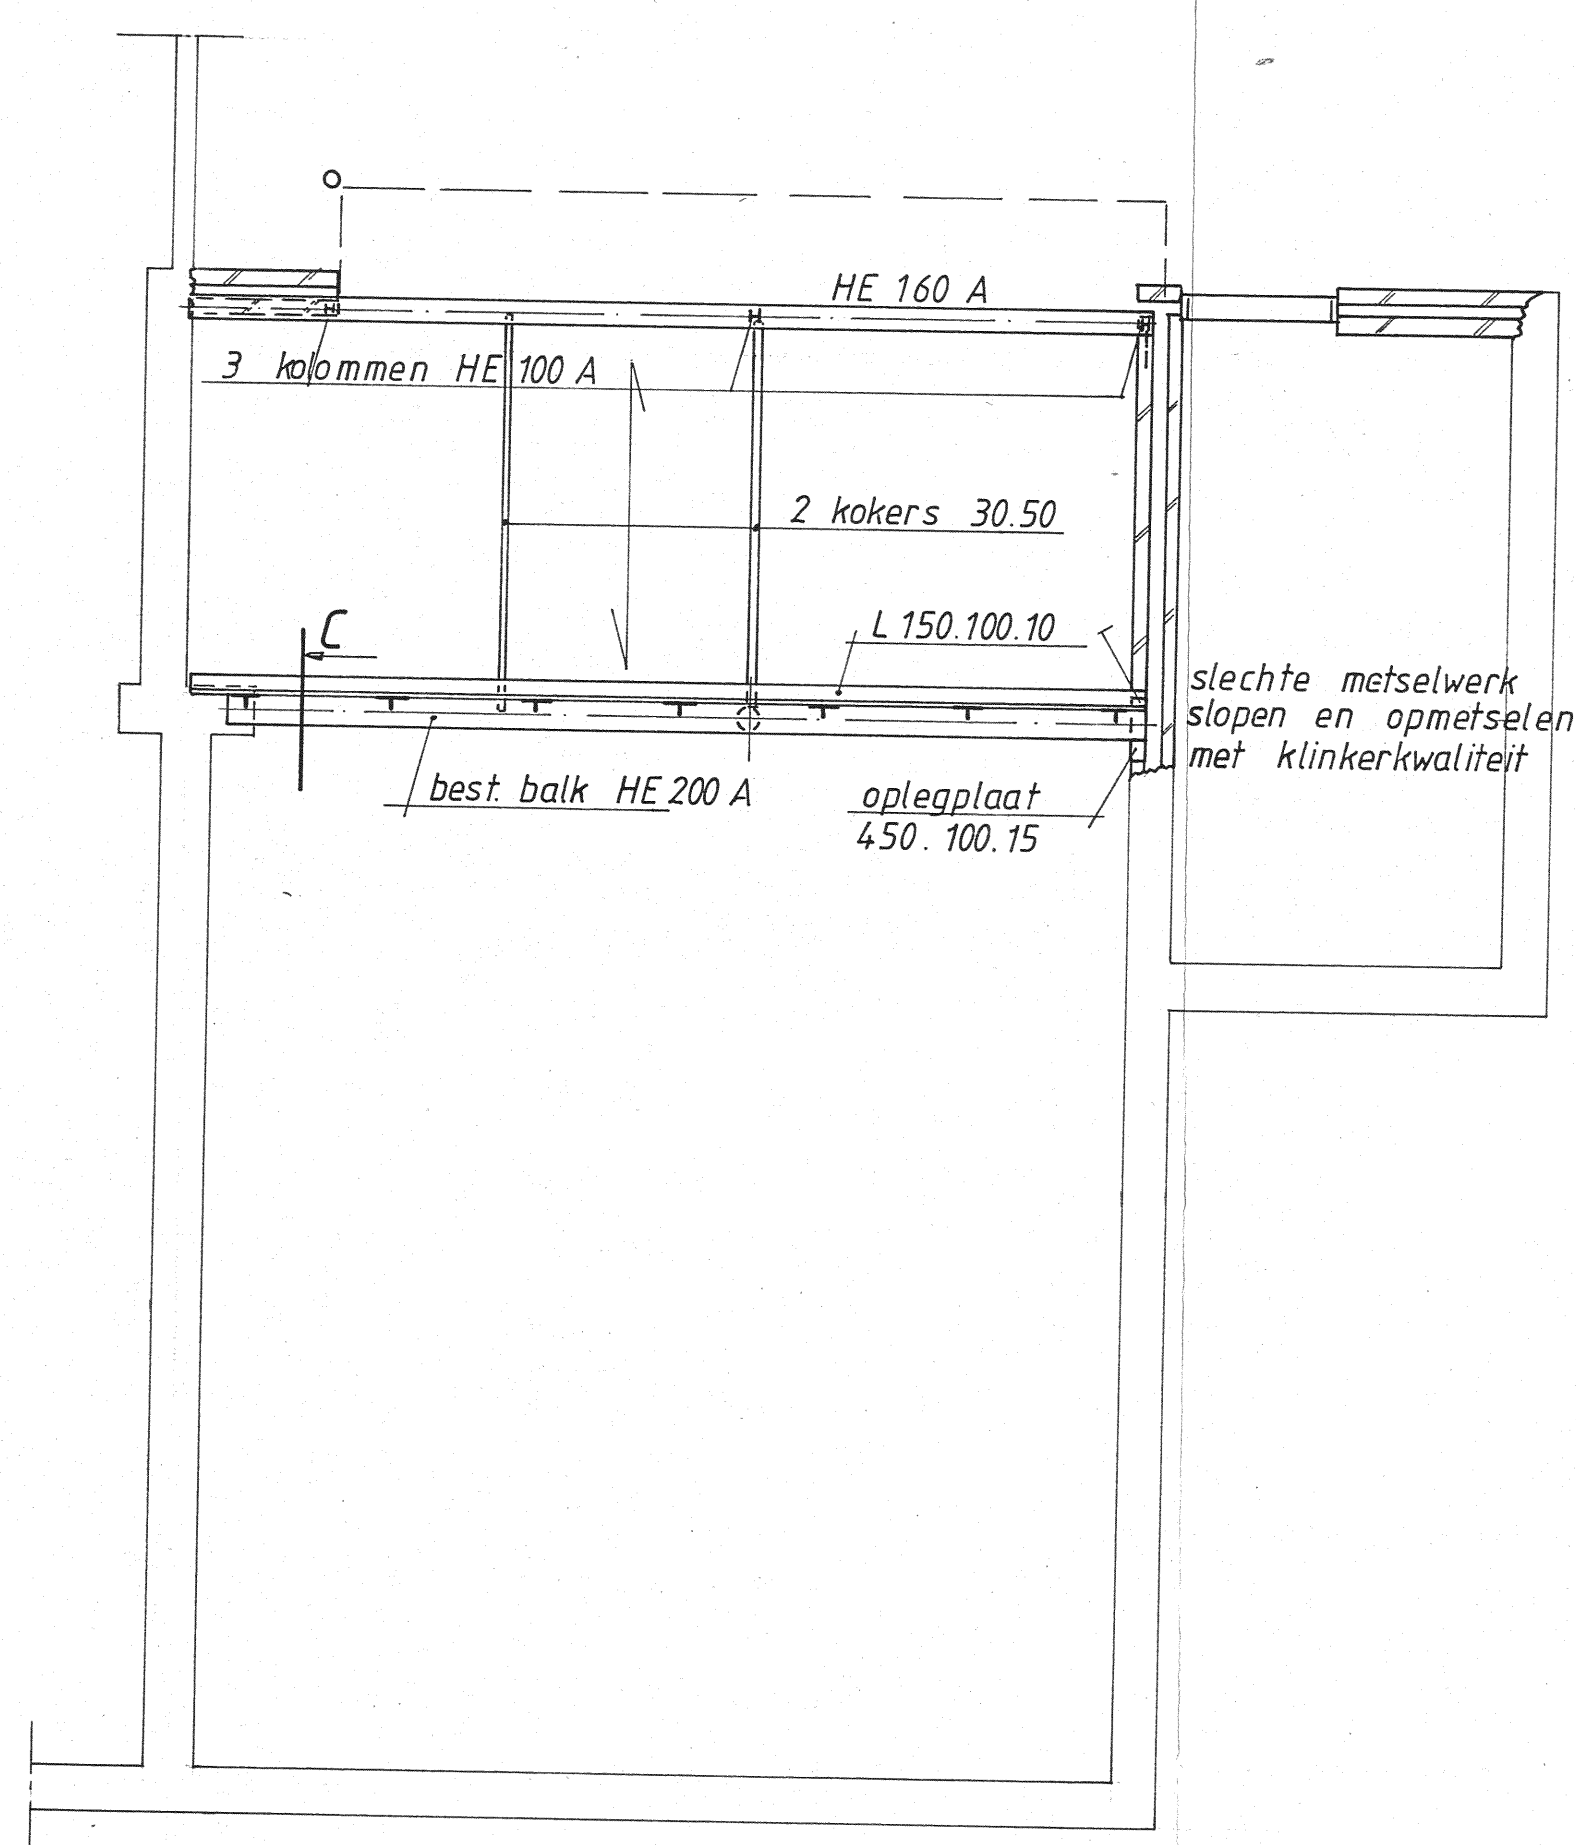 HE 160 A
3 kolommen HE 100 A
2 kokers 30.50
C
L 150.100.10
slechte metselwerk
slopen en opmetselen
met klinkerkwaliteit
best. balk HE 200 A
oplegplaat
450.100.15